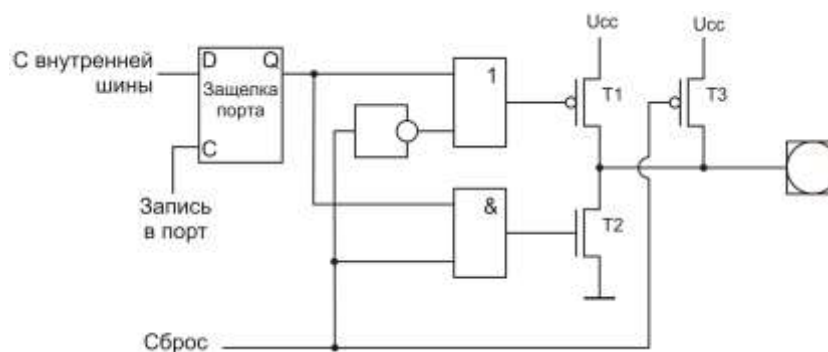 Ucc
Ucc
С внутренней
шины
D
Q
Защелка
порта
C
1
T1
T3
Запись
в порт
&
T2
Сброс